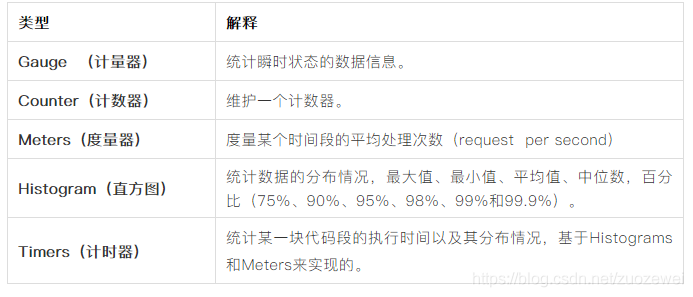 类型 解释
Gauge （计量器） 统计瞬时状态的数据信息。
Counter（计数器） 维护一个计数器。
Meters（度量器） 度量某个时间段的平均处理次数（request per second）
Histogram（直方图） 统计数据的分布情况，最大值、最小值、平均值、中位数，百分
比（75%、90%、95%、98%、99%和99.9%）。
Timers（计时器） 统计某一块代码段的执行时间以及其分布情况，基于Histograms
和Meters来实现的。
https://blog.csdn.net/zuozewei